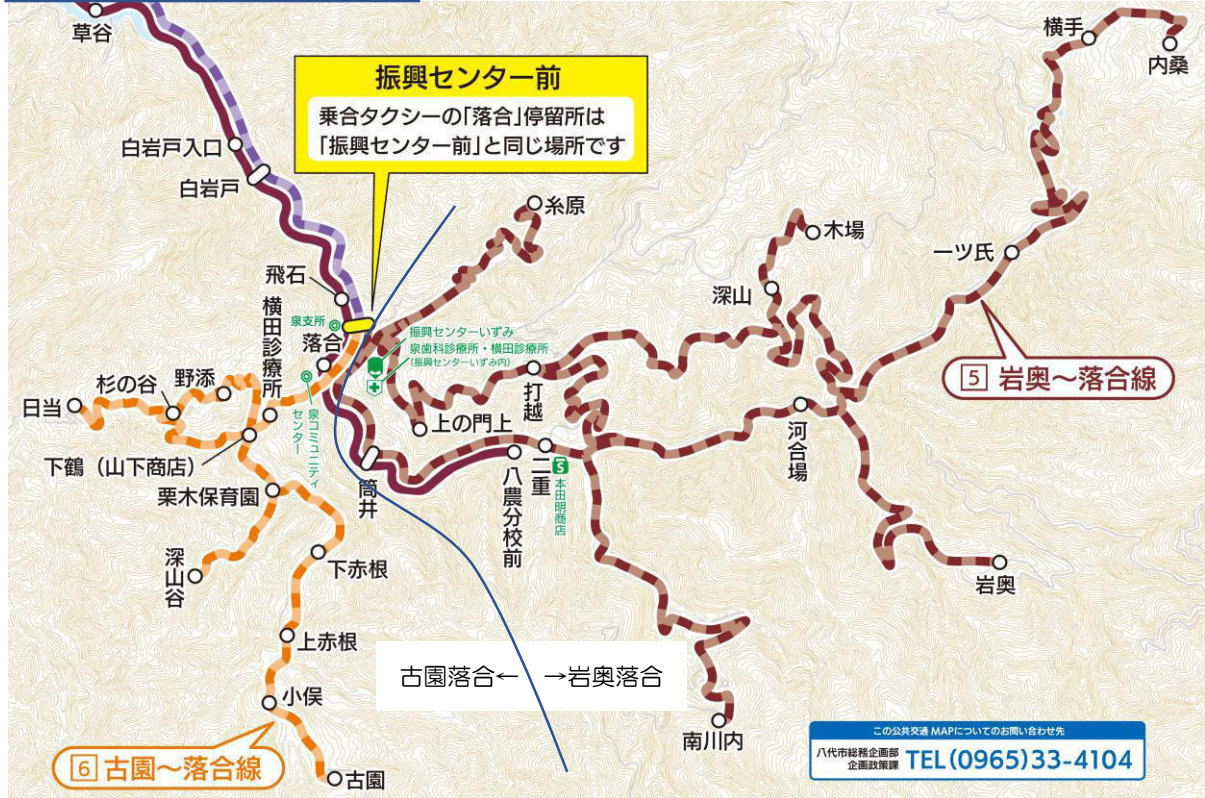 草谷
横手
内桑
振興センター前
乗合タクシーの「落合」停留所は
「振興センター前」と同じ場所です
白岩戸入口
白岩戸
糸原
木場
一ツ氏
深山
飛石
横田診療所
泉支所
落合
振興センターいずみ
泉歯科診療所・横田診療所
(振興センターいずみ内)
5 岩奥～落合線
杉の谷
野添
日当
打越
上の門上
河合場
泉コミュニティ
センター
下鶴（山下商店）
筒井
八農分校前
二重
S
本田明商店
栗木保育園
深山谷
下赤根
岩奥
上赤根
古園落合← →岩奥落合
小俣
南川内
6 古園～落合線
古園
この公共交通 MAPについてのお問い合わせ先
八代市総務企画部
企画政策課
TEL(0965)33-4104